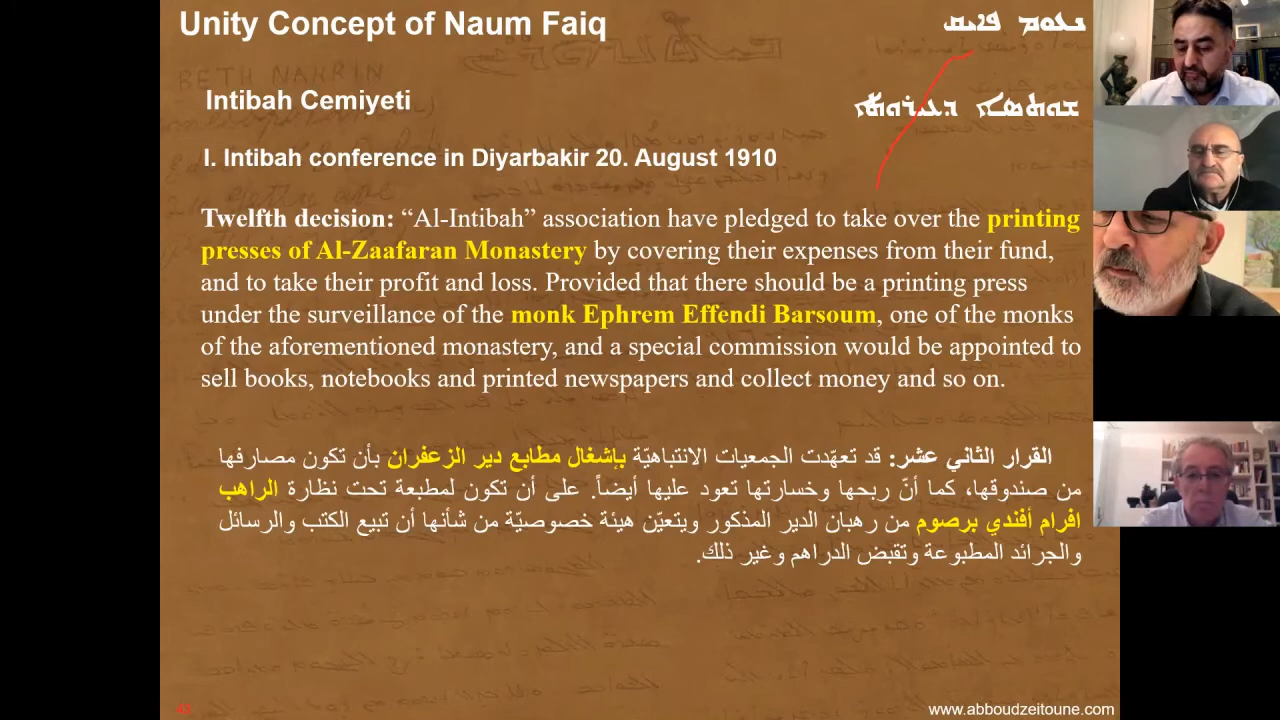 Unity Concept of Naum Faiq
ܢܥܘܡ ܦܐܝܩ
BETH NAHRIN
Intibah Cemiyeti
I. Intibah conference in Diyarbakir 20. August 1910
Twelfth decision: “Al-Intibah” association have pledged to take over the printing
presses of Al-Zaafaran Monastery by covering their expenses from their fund,
and to take their profit and loss. Provided that there should be a printing press
under the surveillance of the monk Ephrem Effendi Barsoum, one of the monks
of the aforementioned monastery, and a special commission would be appointed to
sell books, notebooks and printed newspapers and collect money and so on.
القرار الثاني عشر: قد تعهّدت الجمعيات الانتباهيّة بإشغال مطابع دير الزعفران بأن تكون مصارفها
من صندوقها، كما أنّ ربحها وخسارتها تعود عليها أيضاً. على أن تكون لمطبعة تحت نظارة الراهب
افرام أفندي برصوم من رهبان الدير المذكور ويتعيّن هيئة خصوصيّة من شأنها أن تبيع الكتب والرسائل
والجرائد المطبوعة وتقبض الدراهم وغير ذلك.
www.abboudzeitoune.com